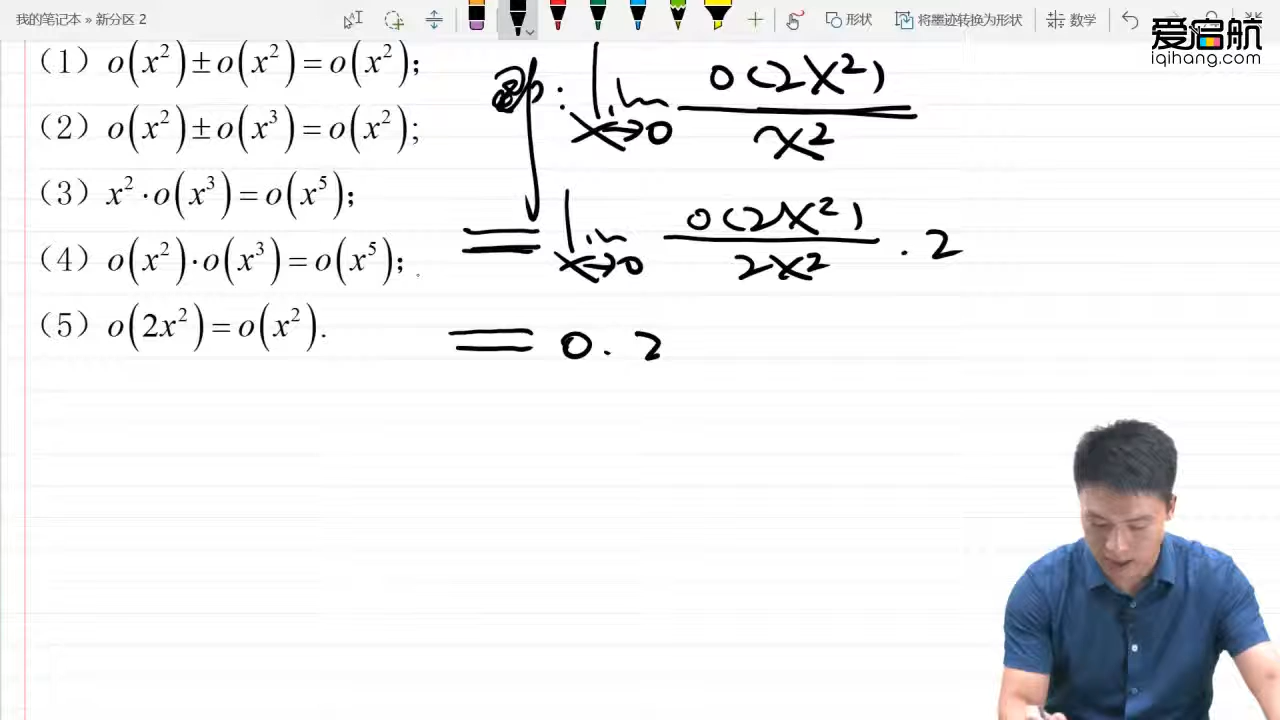 我的笔记本 » 新分区 2
形状 将墨迹转换为形状 数学
爱启航
iqihang.com
(1) o(x²) ± o(x²) = o(x²);
(2) o(x²) ± o(x³) = o(x²);
(3) x² · o(x³) = o(x⁵);
(4) o(x²) · o(x³) = o(x⁵);
(5) o(2x²) = o(x²).
: lim x→0 o(2x²) / x²
= lim x→0 o(2x²) / 2x² · 2
= 0 · 2